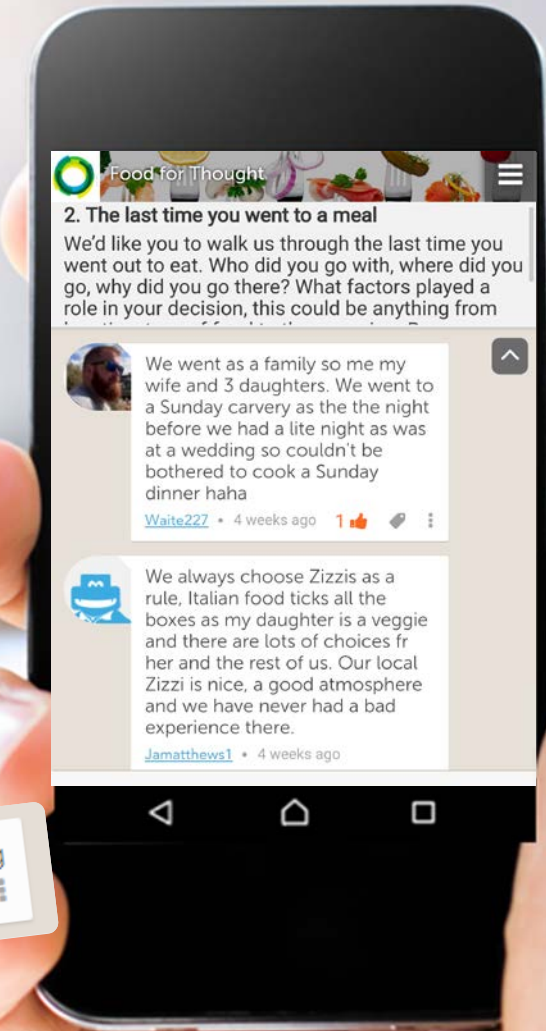 Food for Thought
2. The last time you went to a meal
We'd like you to walk us through the last time you
went out to eat. Who did you go with, where did you
go, why did you go there? What factors played a
role in your decision, this could be anything from
We went as a family so me my
wife and 3 daughters. We went to
a Sunday carvery as the the night
before we had a lite night as was
at a wedding so couldn't be
bothered to cook a Sunday
dinner haha
Waite227 • 4 weeks ago 1
We always choose Zizzis as a
rule, Italian food ticks all the
boxes as my daughter is a veggie
and there are lots of choices fr
her and the rest of us. Our local
Zizzi is nice, a good atmosphere
and we have never had a bad
experience there.
Jamatthews1 • 4 weeks ago